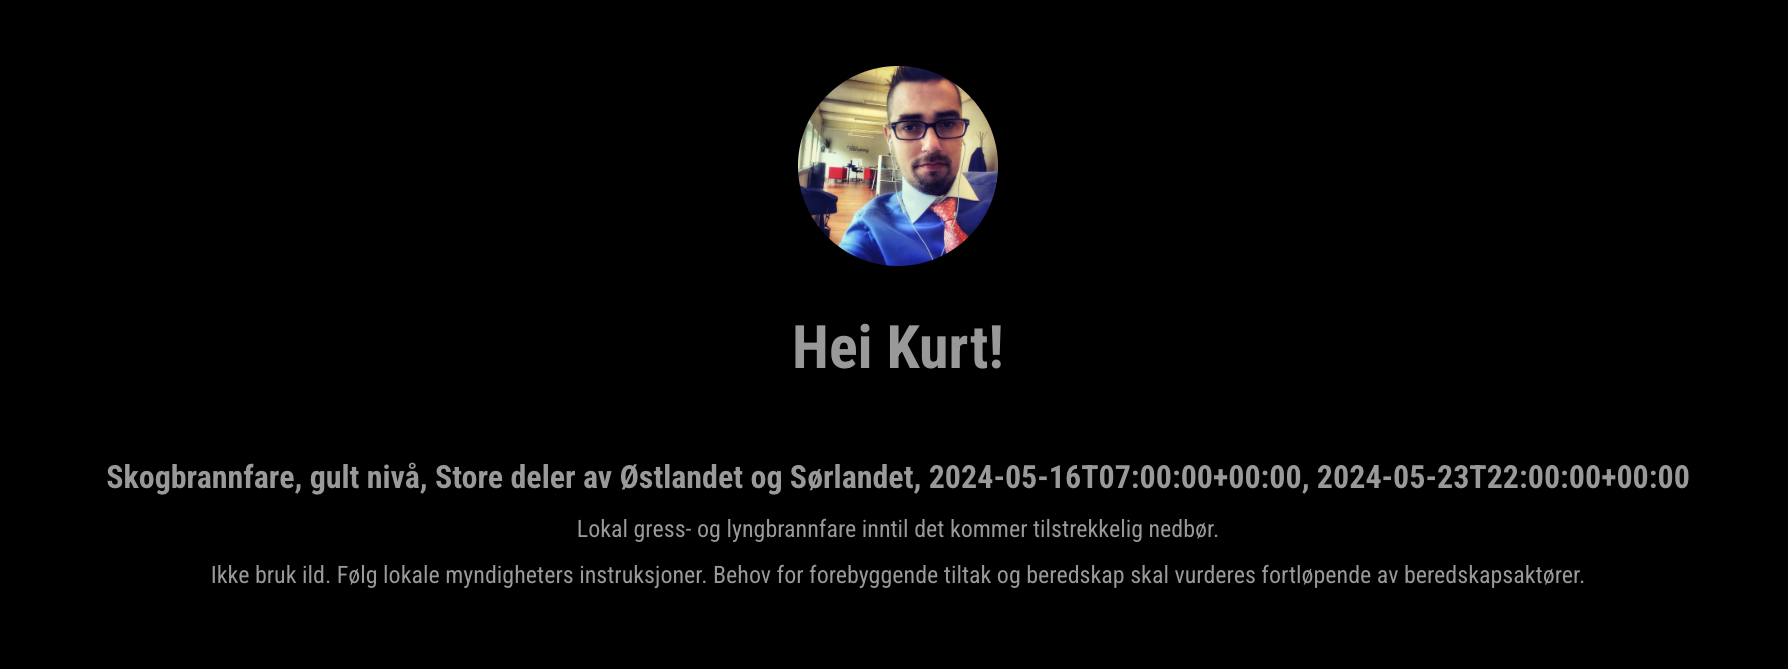 Hei Kurt!
Skogbrannfare, gult nivå, Store deler av Østlandet og Sørlandet, 2024-05-16T07:00:00+00:00, 2024-05-23T22:00:00+00:00
Lokal gress- og lyngbrannfare inntil det kommer tilstrekkelig nedbør.
Ikke bruk ild. Følg lokale myndigheters instruksjoner. Behov for forebyggende tiltak og beredskap skal vurderes fortløpende av beredskapsaktører.